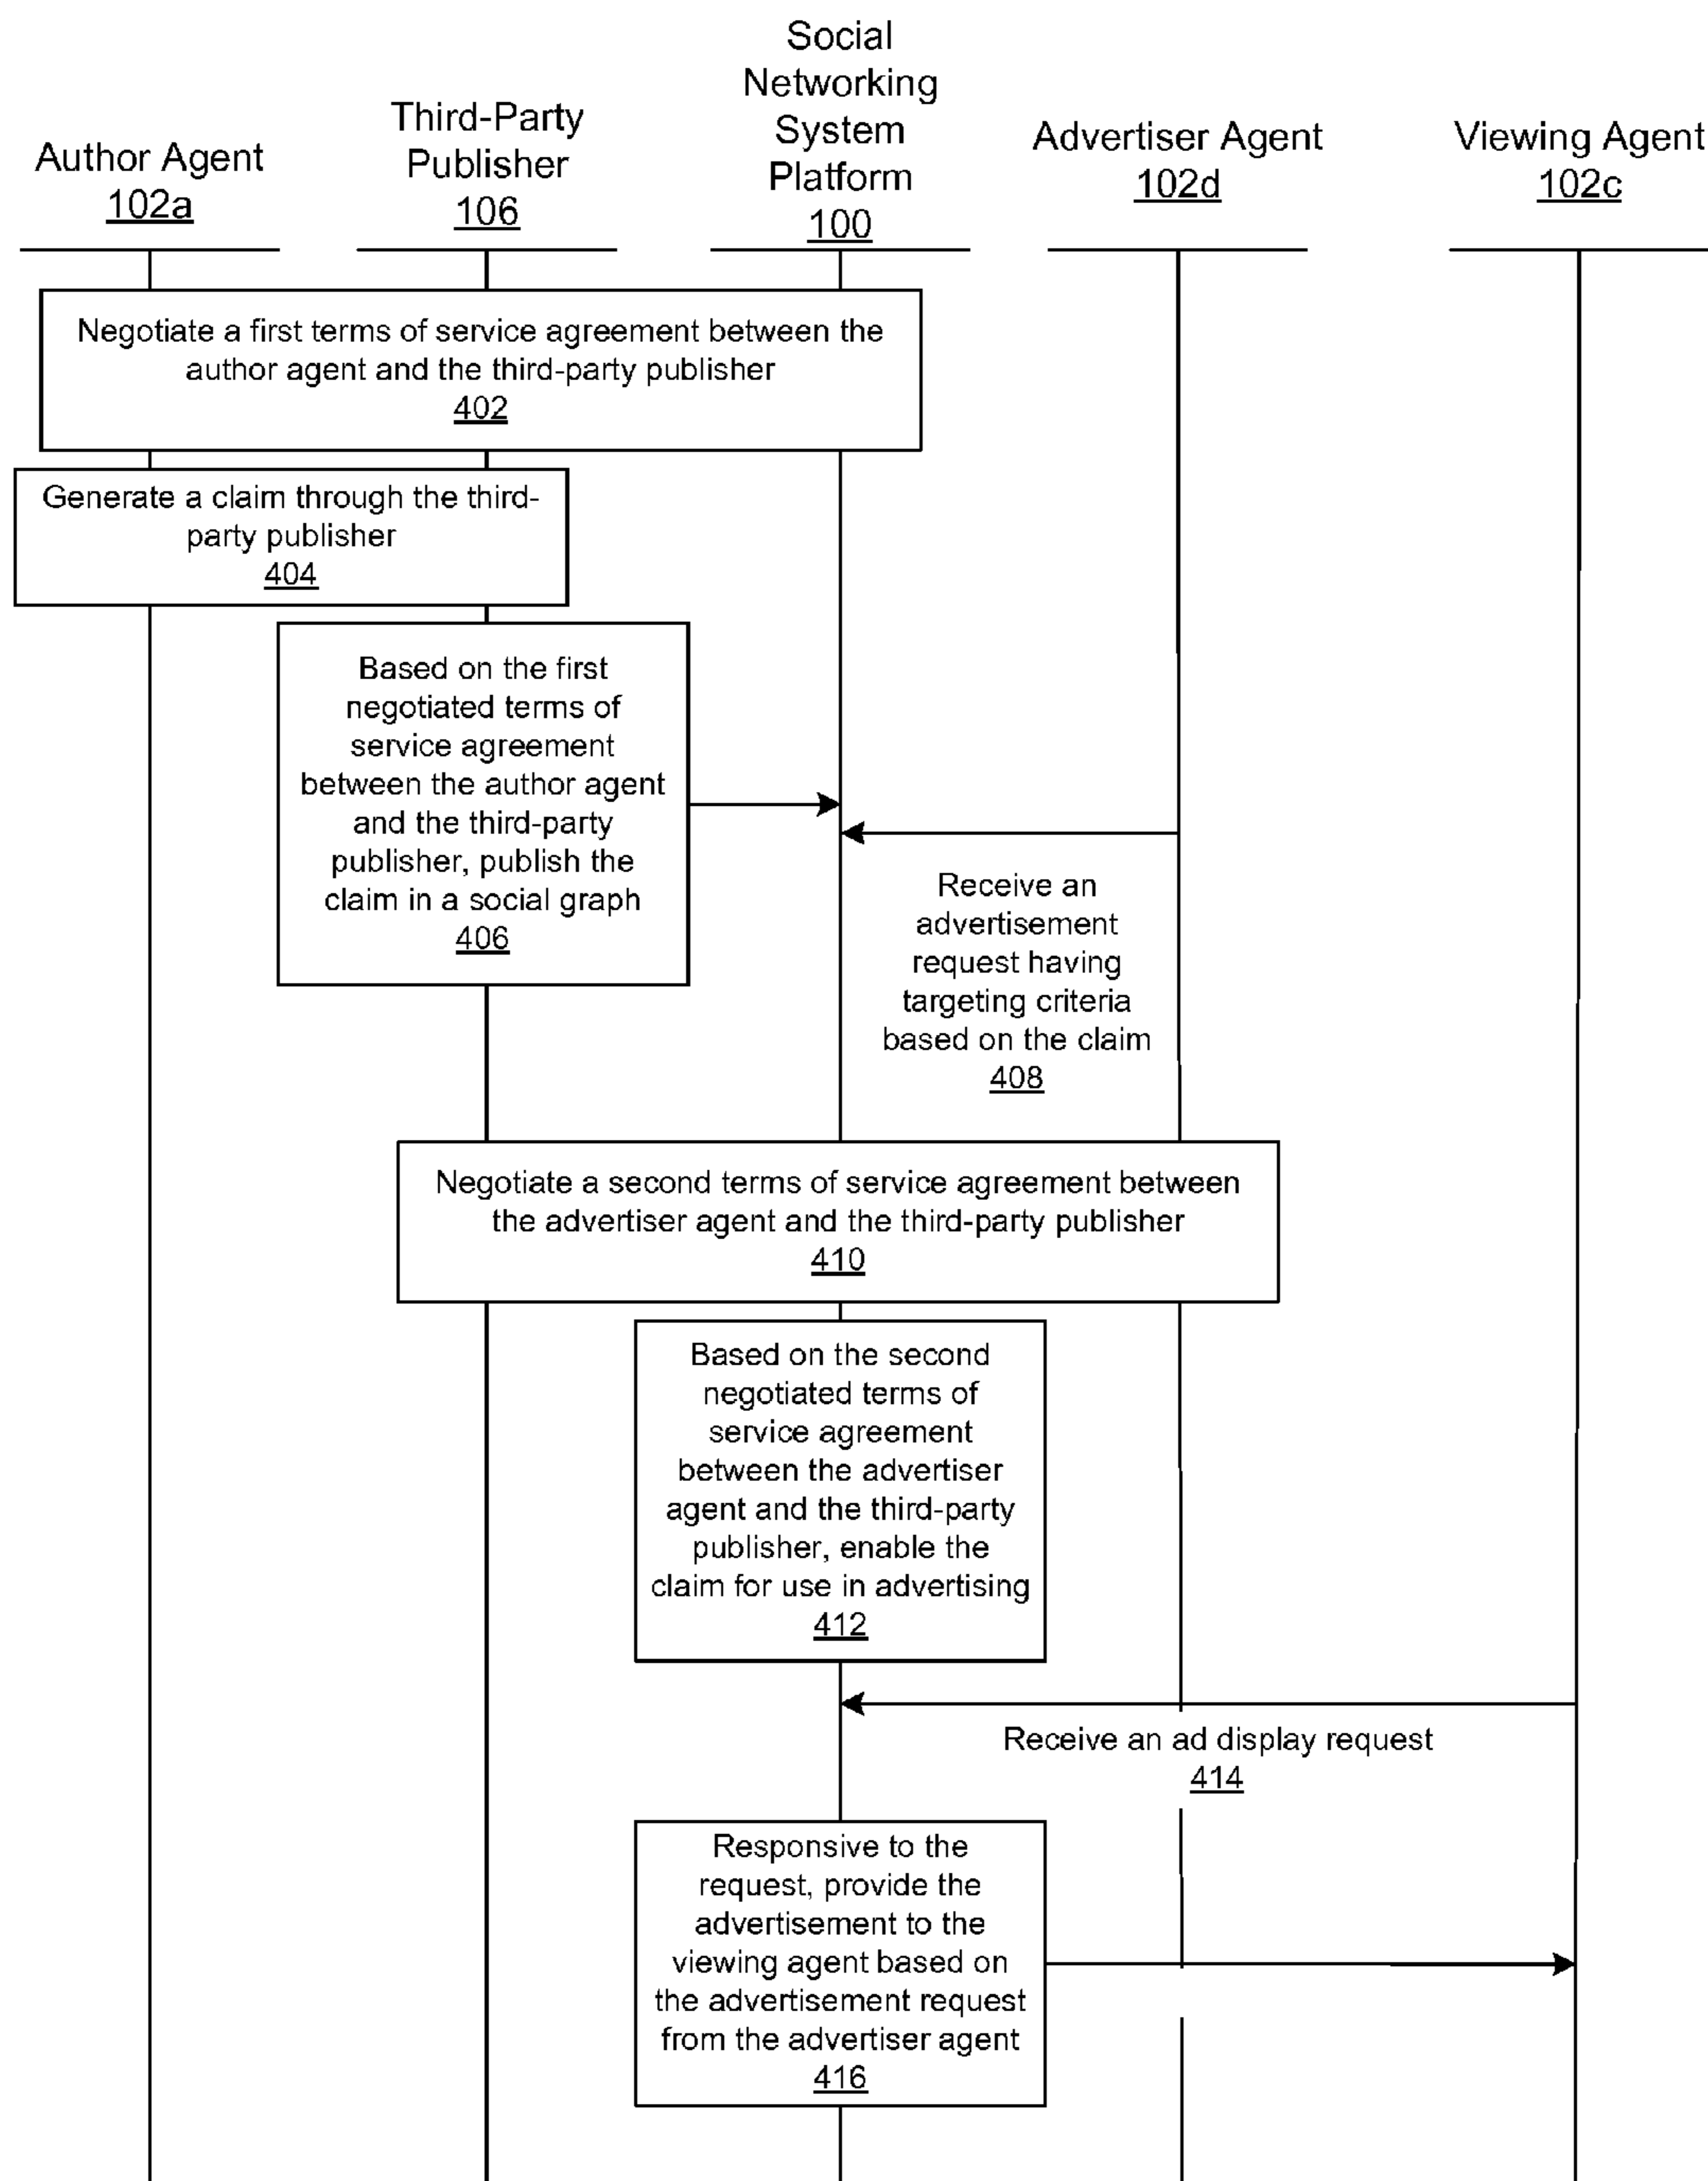 Author Agent
102a
Third-Party
Publisher
106
Social
Networking
System
Platform
100
Advertiser Agent
102d
Viewing Agent
102c
Negotiate a first terms of service agreement between the
author agent and the third-party publisher
402
Generate a claim through the third-
party publisher
404
Based on the first
negotiated terms of
service agreement
between the author agent
and the third-party
publisher, publish the
claim in a social graph
406
Receive an
advertisement
request having
targeting criteria
based on the claim
408
Negotiate a second terms of service agreement between
the advertiser agent and the third-party publisher
410
Based on the second
negotiated terms of
service agreement
between the advertiser
agent and the third-party
publisher, enable the
claim for use in advertising
412
Receive an ad display request
414
Responsive to the
request, provide the
advertisement to the
viewing agent based on
the advertisement request
from the advertiser agent
416